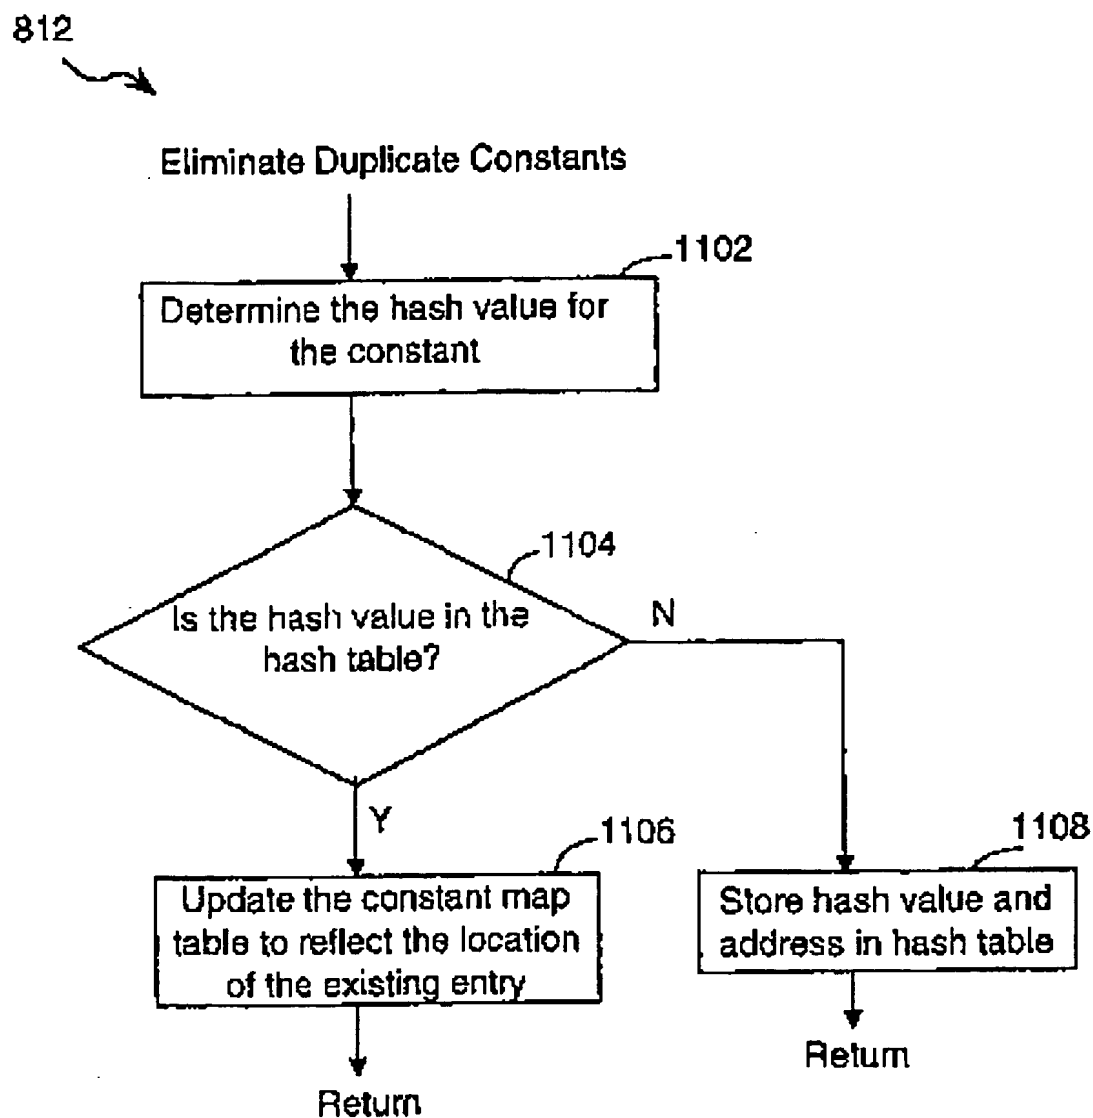 812
Eliminate Duplicate Constants
1102
Determine the hash value for
the constant
1104
Is the hash value in the
hash table?
N
Y
1106
Update the constant map
table to reflect the location
of the existing entry
1108
Store hash value and
address in hash table
Return
Return